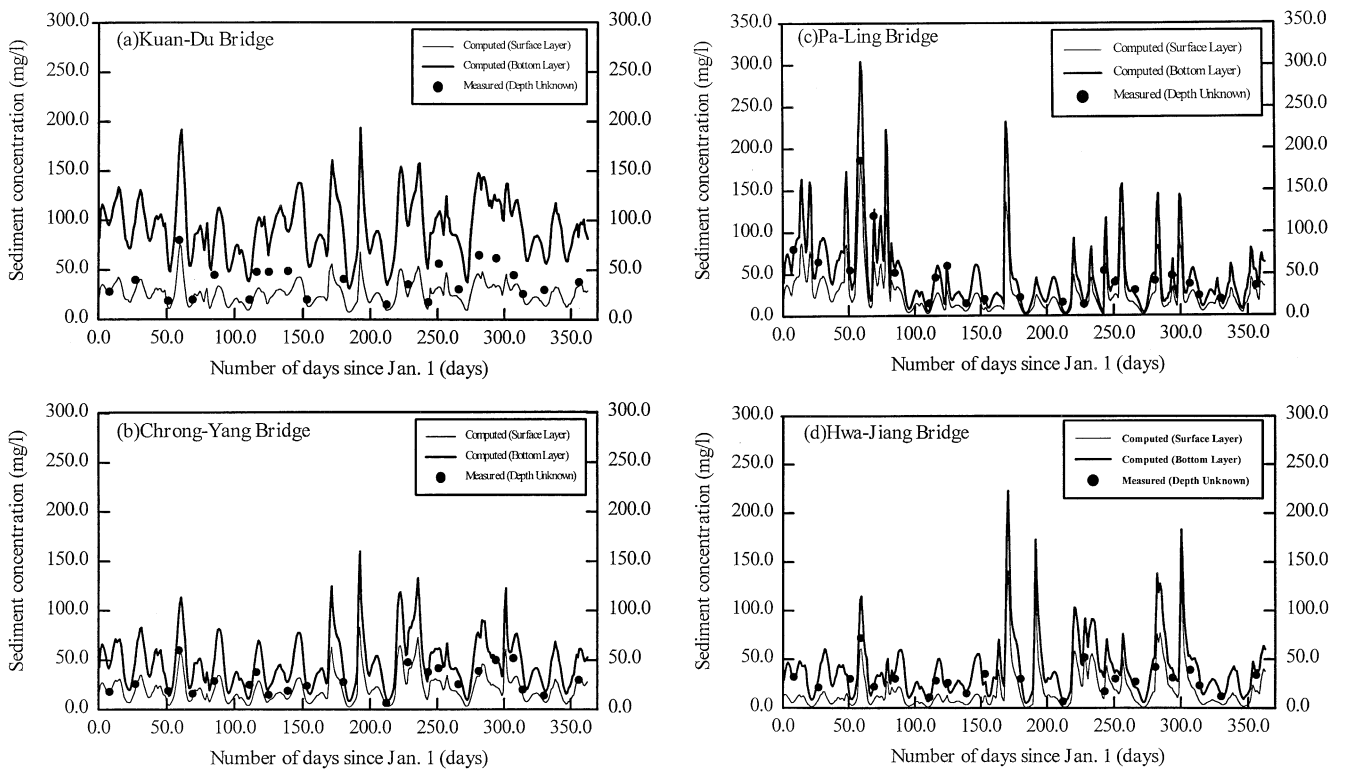 (a)Kuan-Du Bridge
Computed (Surface Layer)
Computed (Bottom Layer)
Measured (Depth Unknown)
Sediment concentration (mg/l)
300.0
250.0
200.0
150.0
100.0
50.0
0.0
300.0
250.0
200.0
150.0
100.0
50.0
0.0
0.0 50.0 100.0 150.0 200.0 250.0 300.0 350.0
Number of days since Jan. 1 (days)
(c)Pa-Ling Bridge
Computed (Surface Layer)
Computed (Bottom Layer)
Measured (Depth Unknown)
Sediment concentration (mg/l)
350.0
300.0
250.0
200.0
150.0
100.0
50.0
0.0
350.0
300.0
250.0
200.0
150.0
100.0
50.0
0.0
0.0 50.0 100.0 150.0 200.0 250.0 300.0 350.0
Number of days since Jan. 1 (days)
(b)Chrong-Yang Bridge
Computed (Surface Layer)
Computed (Bottom Layer)
Measured (Depth Unknown)
Sediment concentration (mg/l)
300.0
250.0
200.0
150.0
100.0
50.0
0.0
300.0
250.0
200.0
150.0
100.0
50.0
0.0
0.0 50.0 100.0 150.0 200.0 250.0 300.0 350.0
Number of days since Jan. 1 (days)
(d)Hwa-Jiang Bridge
Computed (Surface Layer)
Computed (Bottom Layer)
Measured (Depth Unknown)
Sediment concentration (mg/l)
300.0
250.0
200.0
150.0
100.0
50.0
0.0
300.0
250.0
200.0
150.0
100.0
50.0
0.0
0.0 50.0 100.0 150.0 200.0 250.0 300.0 350.0
Number of days since Jan. 1 (days)